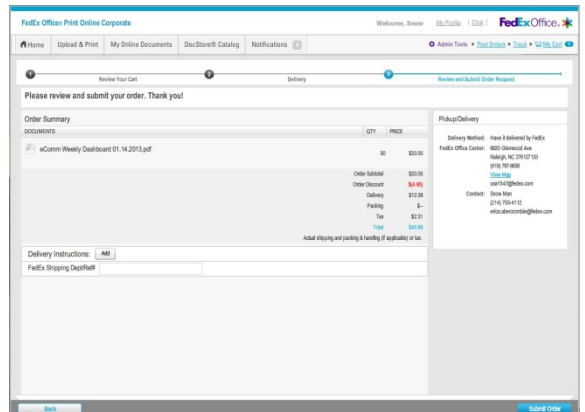 FedEx Office Print Online Corporate
Welcome, Snow
My Profile | Chat |
FedEx Office.
Home
Upload & Print
My Online Documents
DocStore® Catalog
Notifications
Admin Tools • Past Orders • Track • My Cart
Review Your Cart
Delivery
Review and Submit Order Request
Please review and submit your order. Thank you!
Order Summary
DOCUMENTS QTY PRICE
eComm Weekly Dashboard 01.14.2013.pdf 50 $33.00
Order Subtotal $33.00
Order Discount $(4.95)
Delivery $12.38
Packing $--
Tax $2.31
Total
Actual shipping and packing & handling (if applicable) or tax.
Delivery Instructions: Add
FedEx Shipping Dept/Ref#
Pickup/Delivery
Delivery Method: Have it delivered by FedEx
FedEx Office Center: Glenwood Ave
Raleigh, NC
(919)
View Map
Contact: Snow Man
(214)
Back
Submit Order